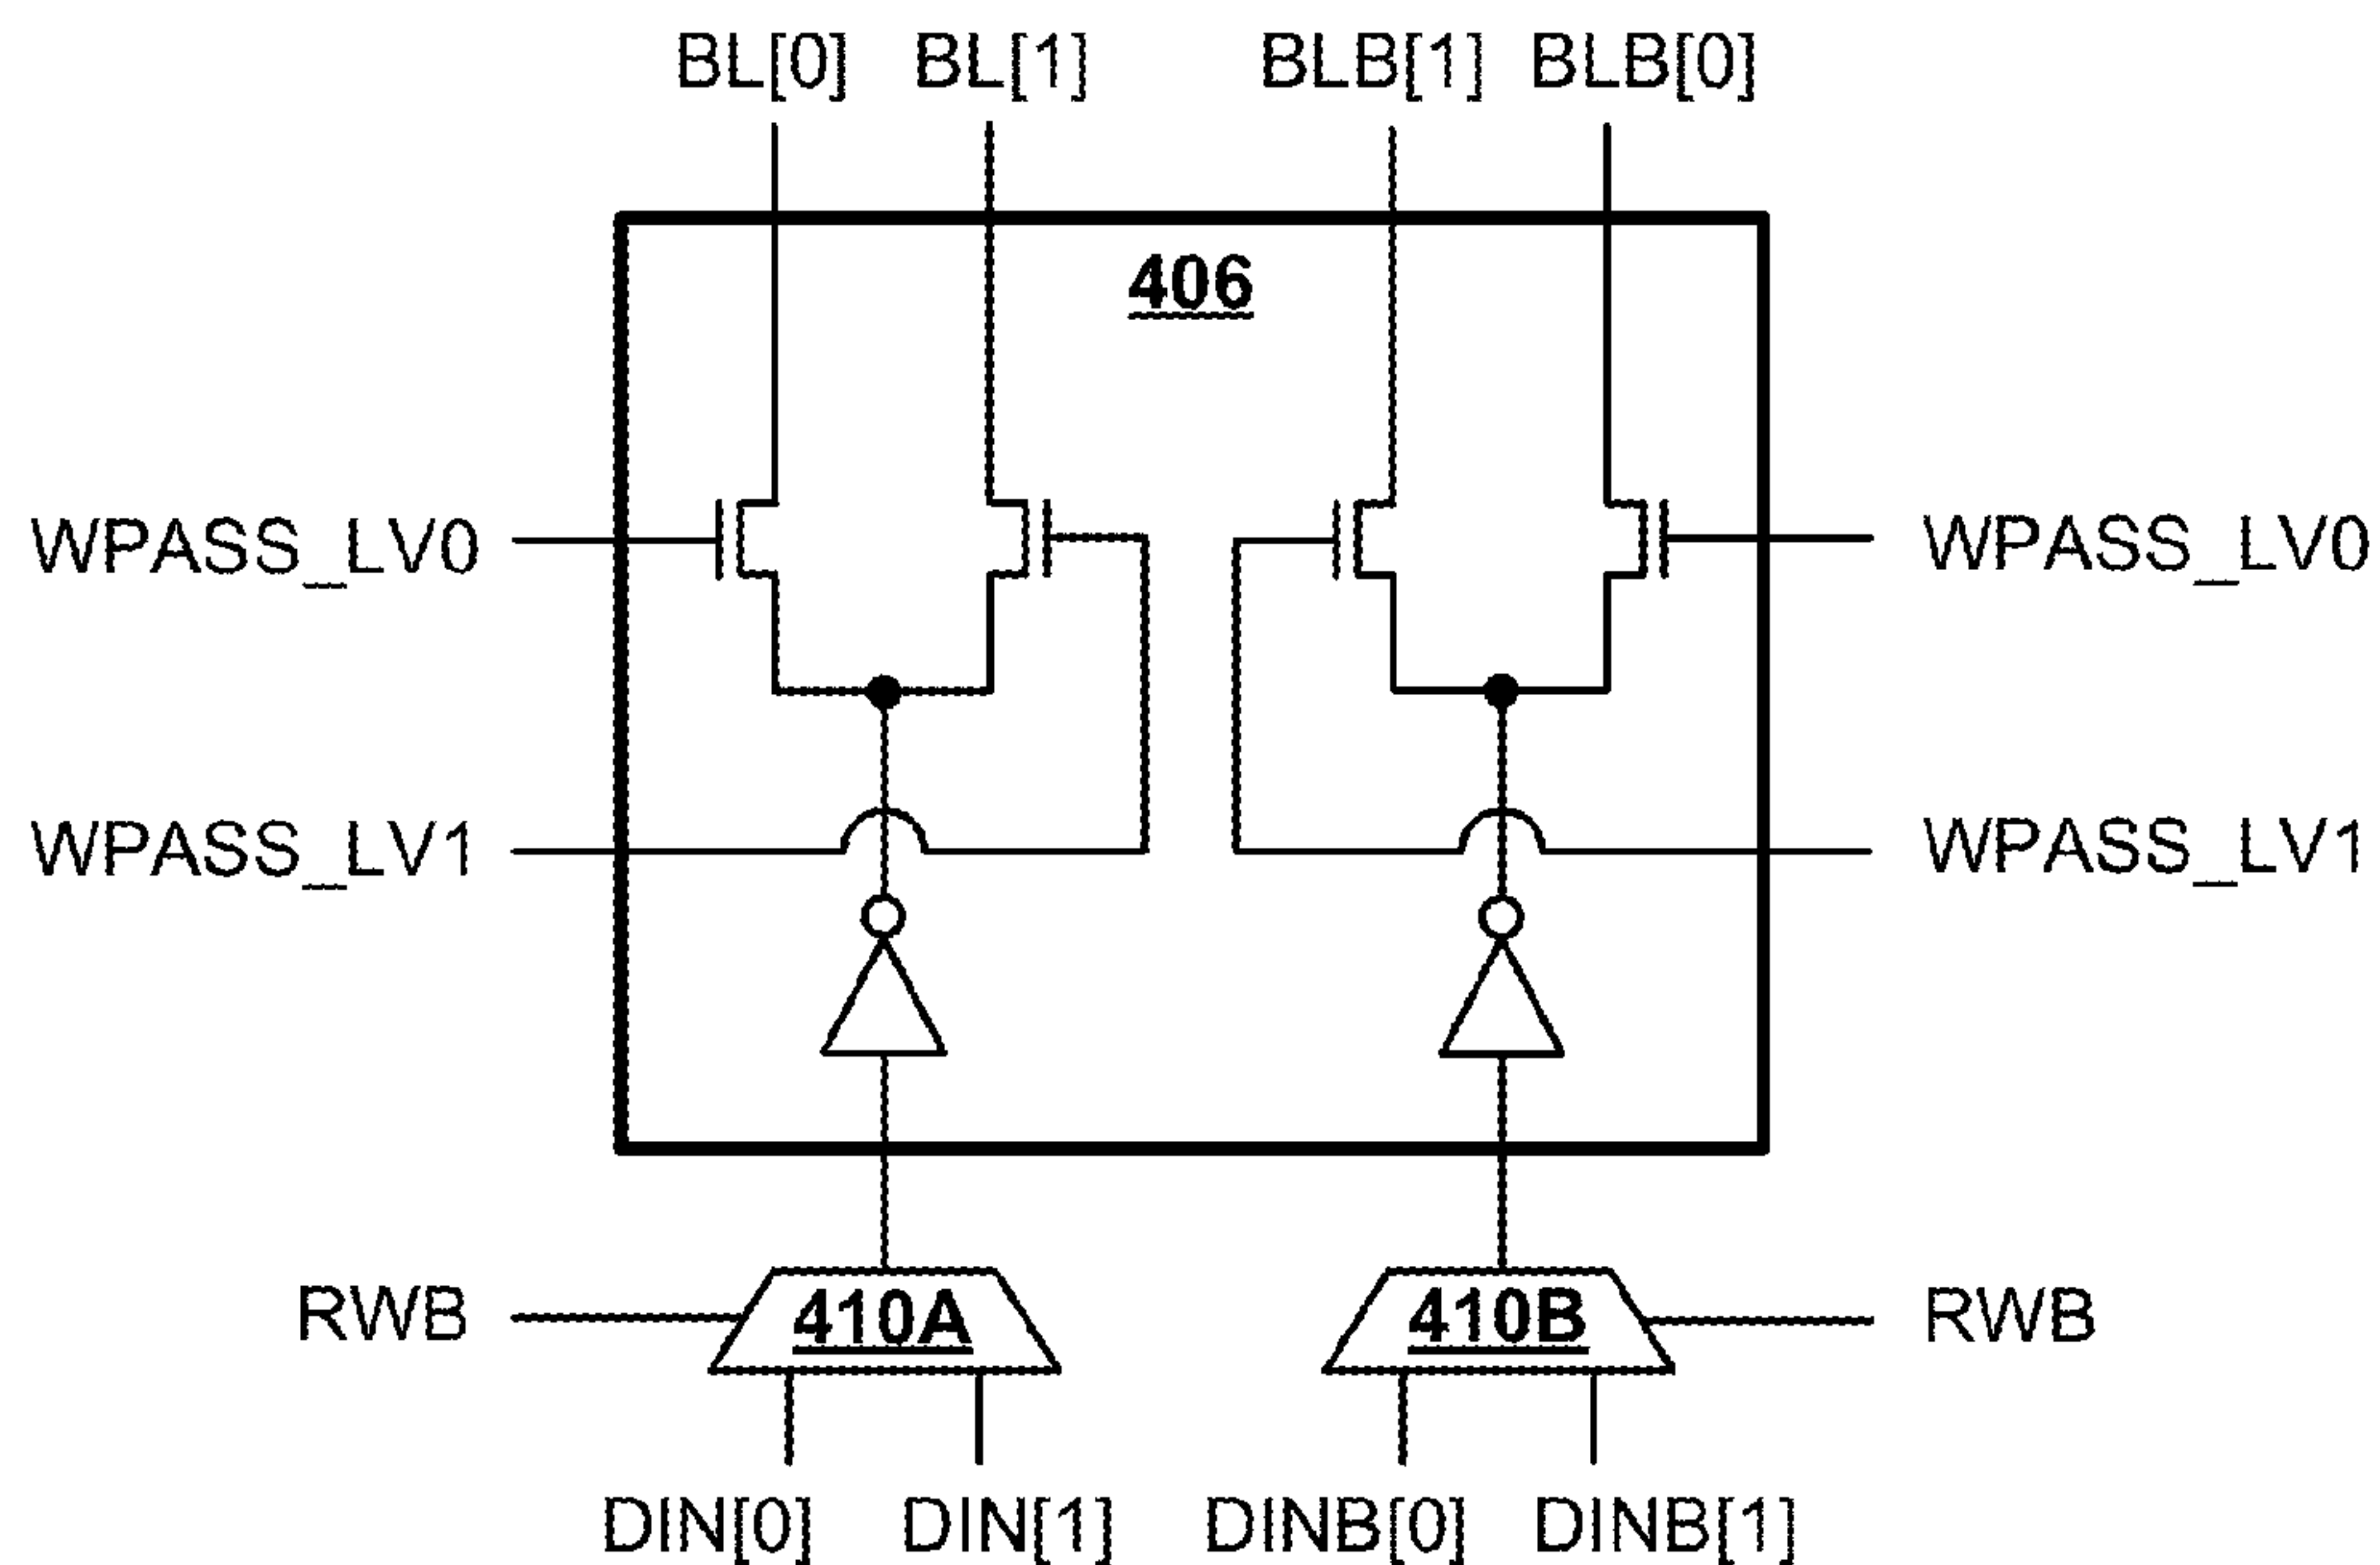 BL[0] BL[1] BLB[1] BLB[0]
406
WPASS_LV0 WPASS_LV0
WPASS_LV1 WPASS_LV1
RWB 410A 410B RWB
DIN[0] DIN[1] DINB[0] DINB[1]